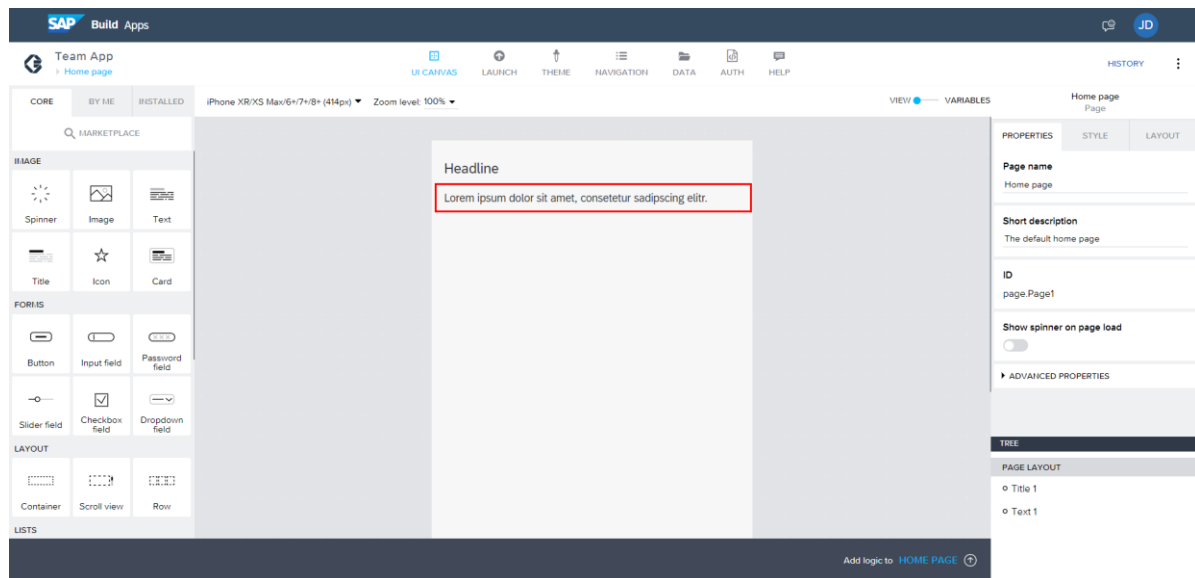 SAP Build Apps
JD
Team App
Home page
UI CANVAS LAUNCH THEME NAVIGATION DATA AUTH HELP
HISTORY
CORE BY ME INSTALLED
iPhone XR/XS Max/6+/7+/8+ (414px) Zoom level: 100%
VIEW VARIABLES
Home page
Page
MARKETPLACE
PROPERTIES STYLE LAYOUT
IMAGE
Spinner Image Text
Title Icon Card
FORMS
Button Input field Password field
Slider field Checkbox field Dropdown field
LAYOUT
Container Scroll view Row
LISTS
Headline
Lorem ipsum dolor sit amet, consetetur sadipscing elitr.
Page name
Home page
Short description
The default home page
ID
page.Page1
Show spinner on page load
ADVANCED PROPERTIES
TREE
PAGE LAYOUT
Title 1
Text 1
Add logic to HOME PAGE